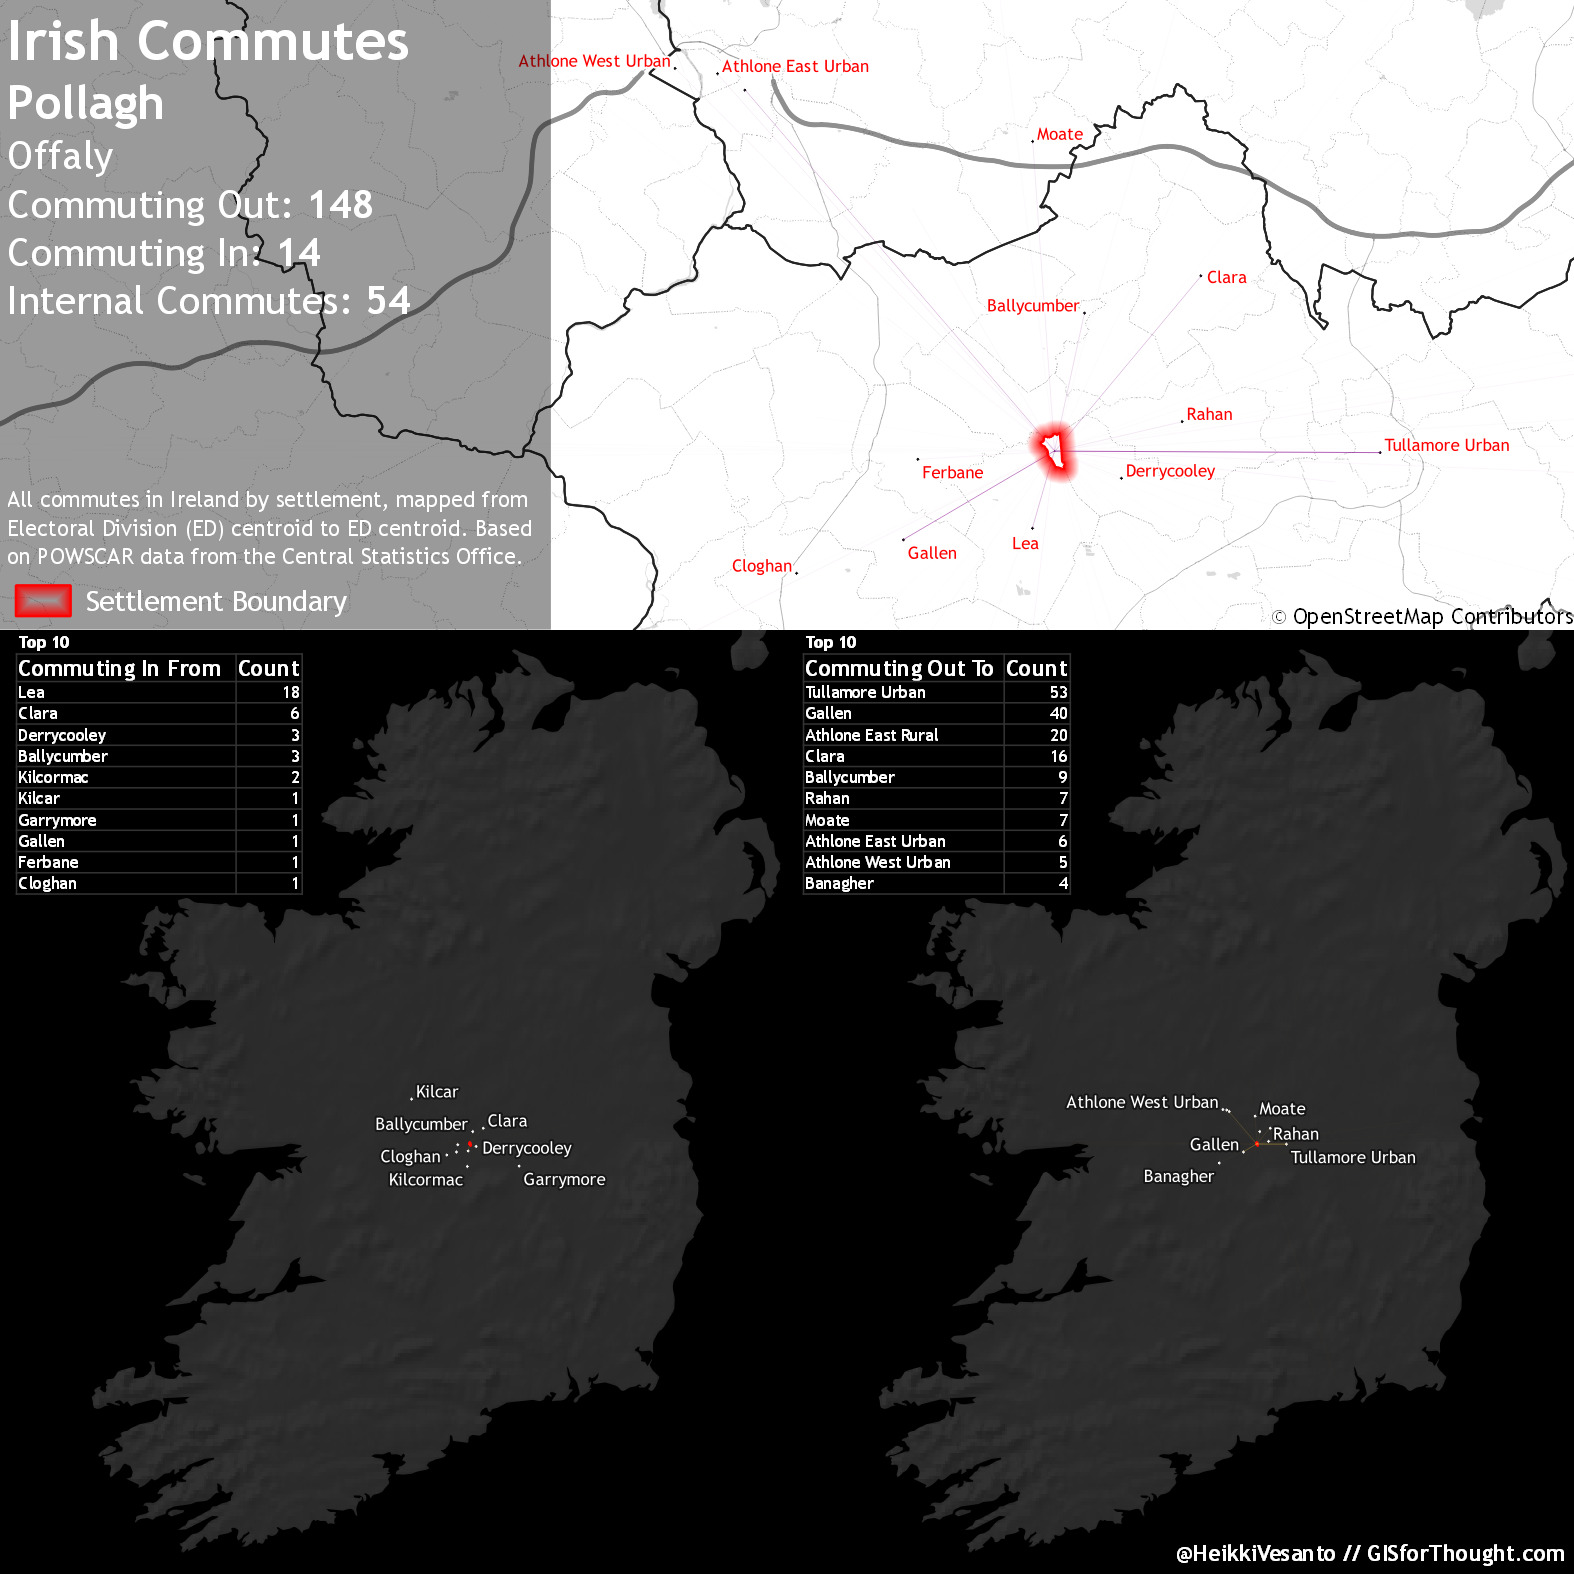 Irish Commutes
Pollagh
Offaly
Commuting Out: 148
Commuting In: 14
Internal Commutes: 54
All commutes in Ireland by settlement, mapped from
Electoral Division (ED) centroid to ED centroid. Based
on POWSCAR data from the Central Statistics Office.
Settlement Boundary
Athlone West Urban
Athlone East Urban
Moate
Clara
Ballycumber
Rahan
Tullamore Urban
Ferbane
Derrycooley
Gallen
Lea
Cloghan
© OpenStreetMap Contributors
Top 10
Commuting In From Count
Lea 18
Clara 6
Derrycooley 3
Ballycumber 3
Kilcormac 2
Kilcar 1
Garrymore 1
Gallen 1
Ferbane 1
Cloghan 1
Top 10
Commuting Out To Count
Tullamore Urban 53
Gallen 40
Athlone East Rural 20
Clara 16
Ballycumber 9
Rahan 7
Moate 7
Athlone East Urban 6
Athlone West Urban 5
Banagher 4
Kilcar
Ballycumber
Clara
Derrycooley
Cloghan
Kilcormac
Garrymore
Athlone West Urban
Moate
Rahan
Gallen
Tullamore Urban
Banagher
@HeikkiVesanto // GISforThought.com